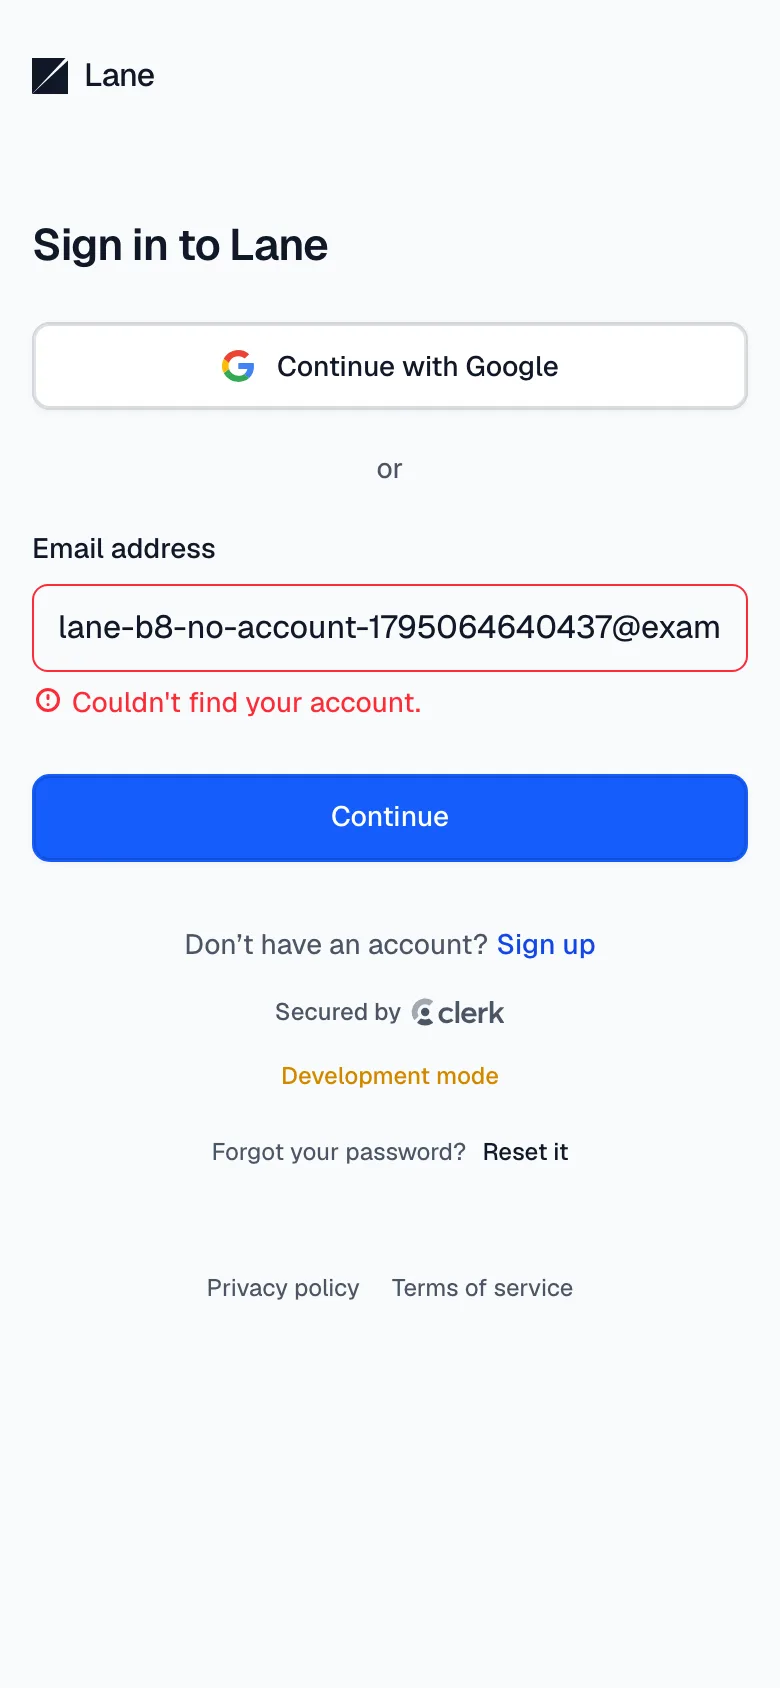 Lane
Sign in to Lane
Continue with Google
or
Email address
lane-b8-no-account-1795064640437@exam
Couldn't find your account.
Continue
Don’t have an account? Sign up
Secured by clerk
Development mode
Forgot your password? Reset it
Privacy policy Terms of service